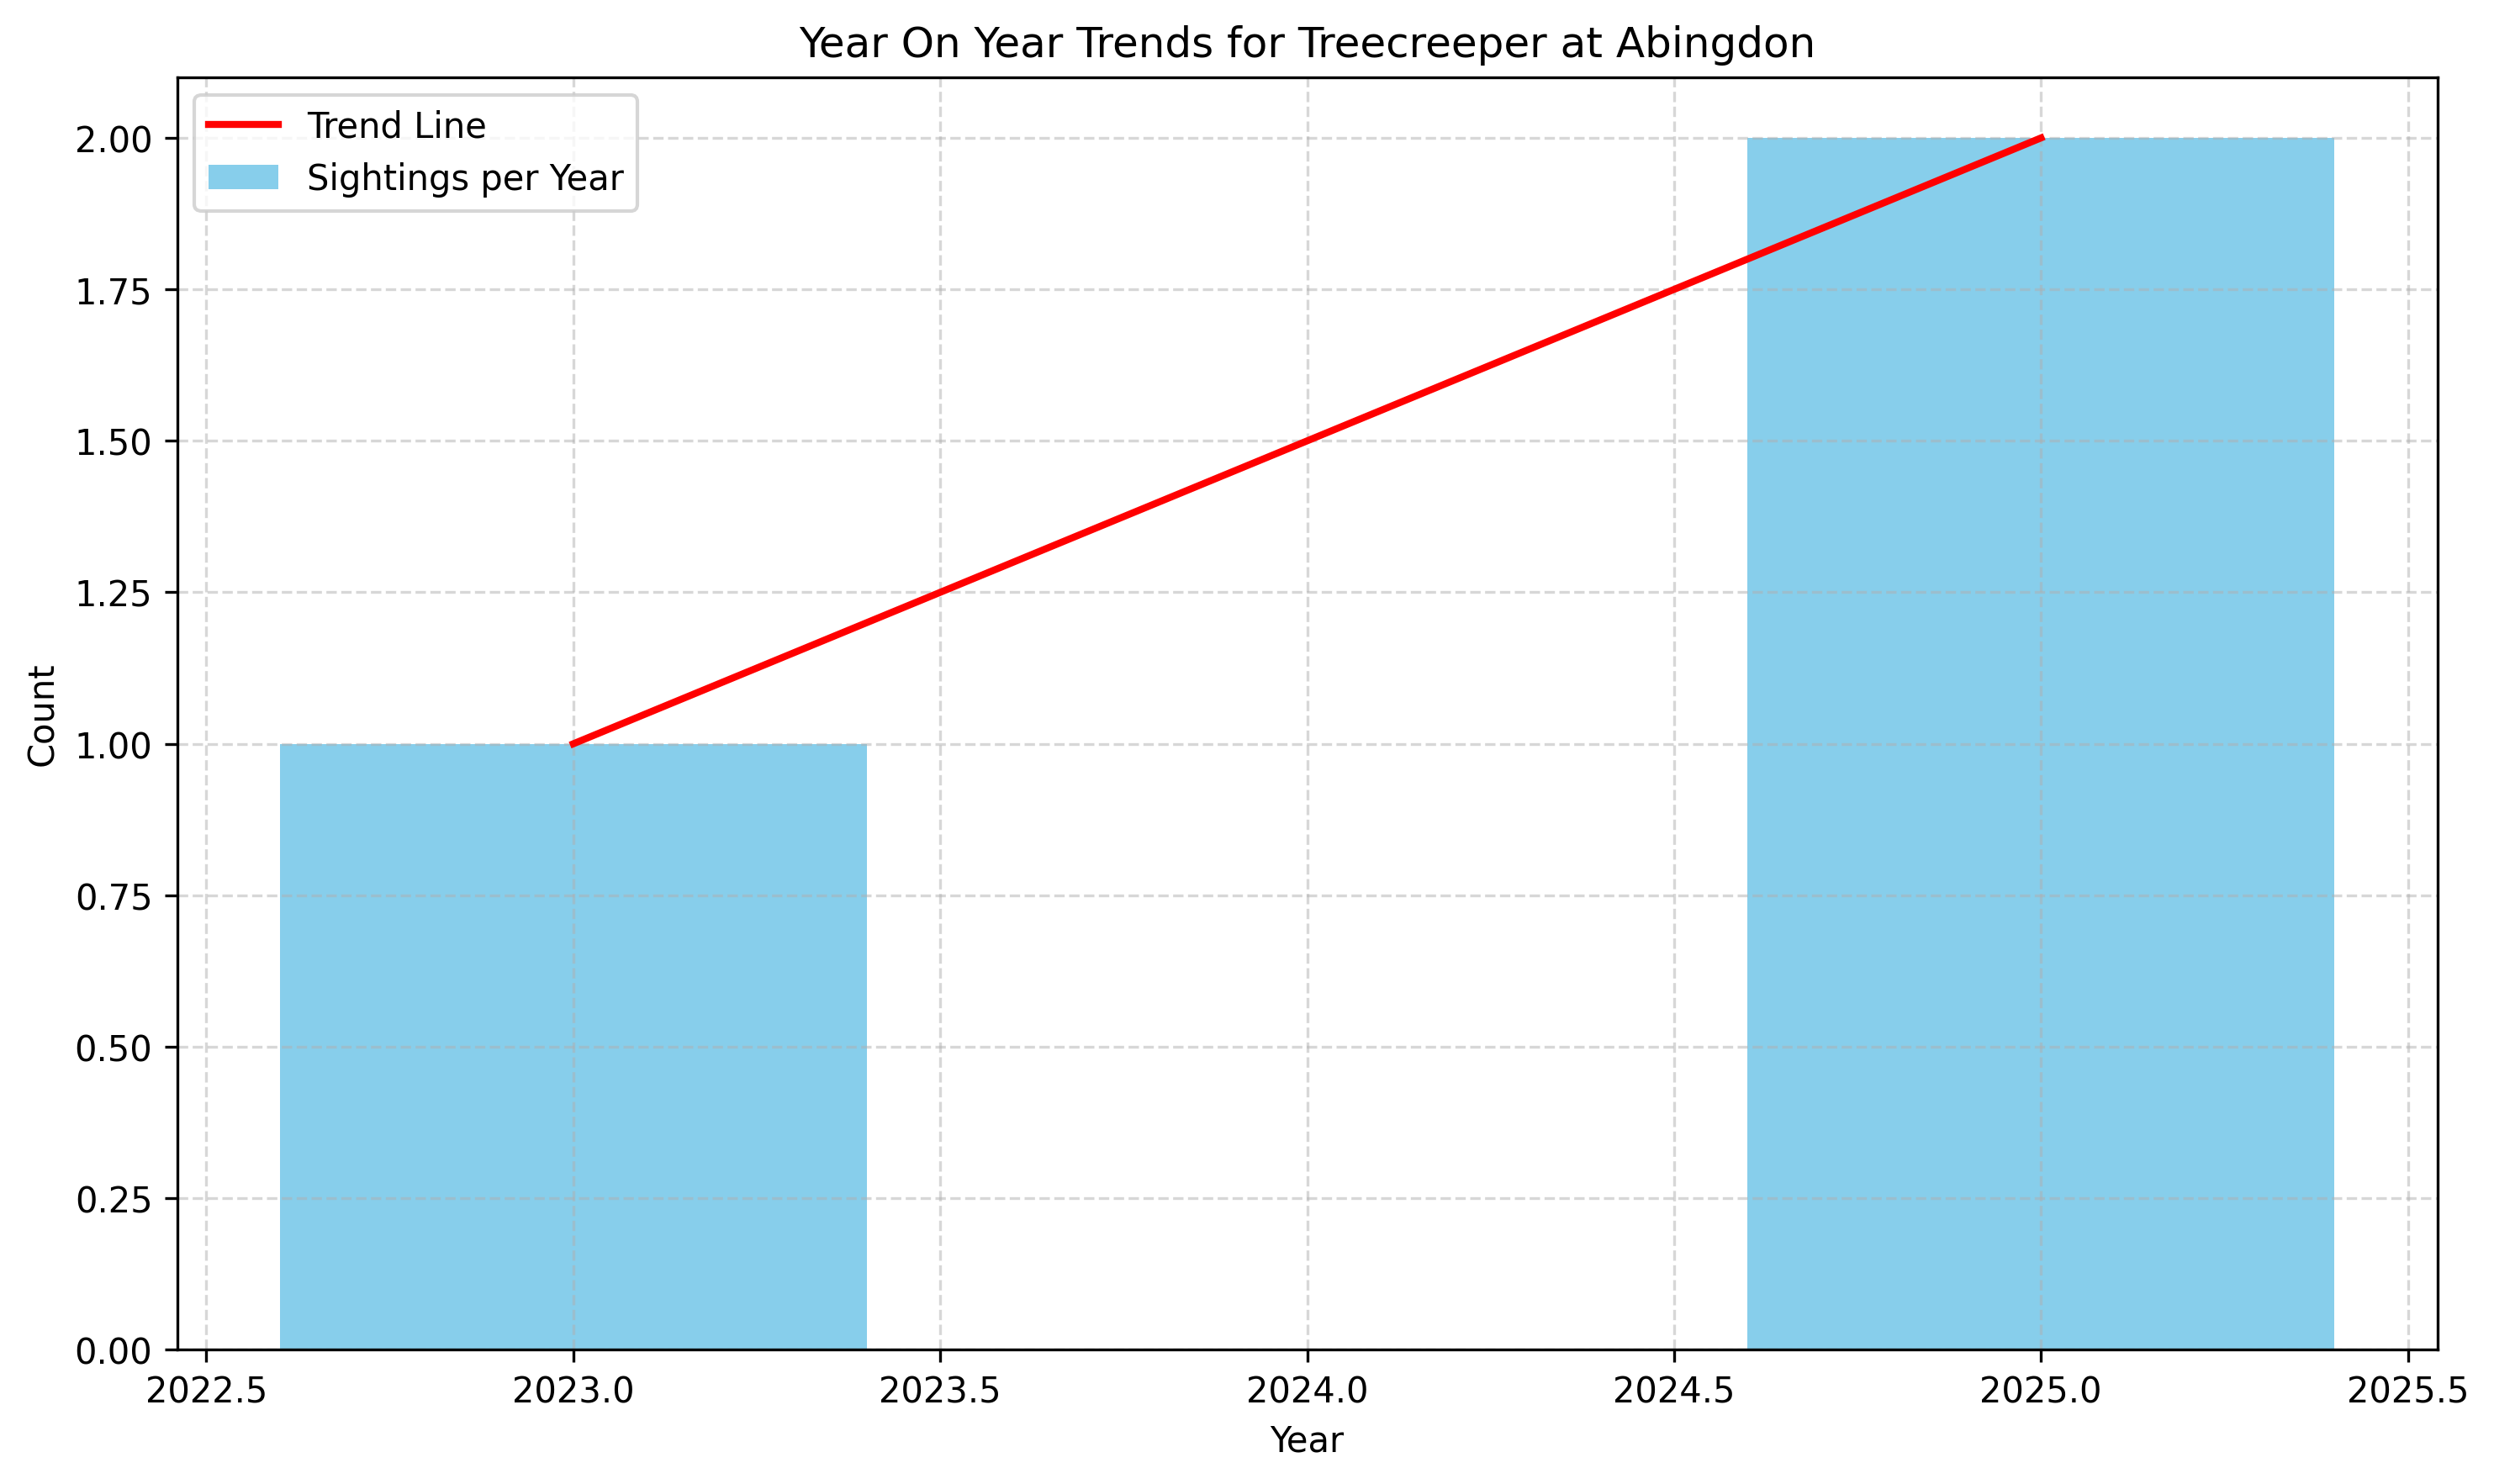 Year On Year Trends for Treecreeper at Abingdon
Trend Line
Sightings per Year
2.00
1.75
1.50
1.25
1.00
0.75
0.50
0.25
0.00
Count
2022.5 2023.0 2023.5 2024.0 2024.5 2025.0 2025.5
Year